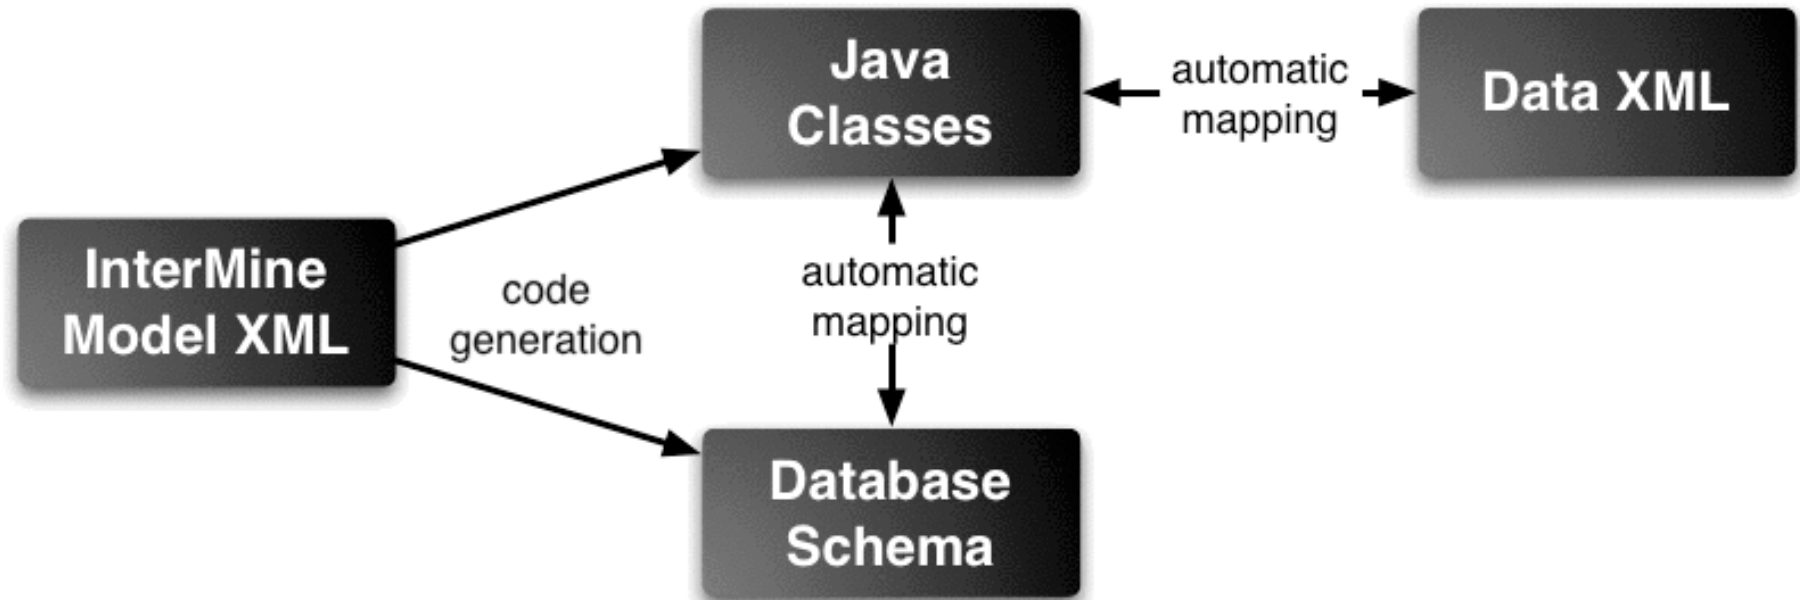 Java
Classes
automatic
mapping
Data XML
InterMine
Model XML
code
generation
automatic
mapping
Database
Schema